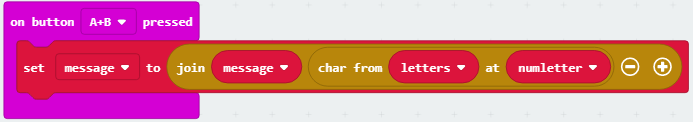 on button A+B pressed
set message to join message char from letters at numletter